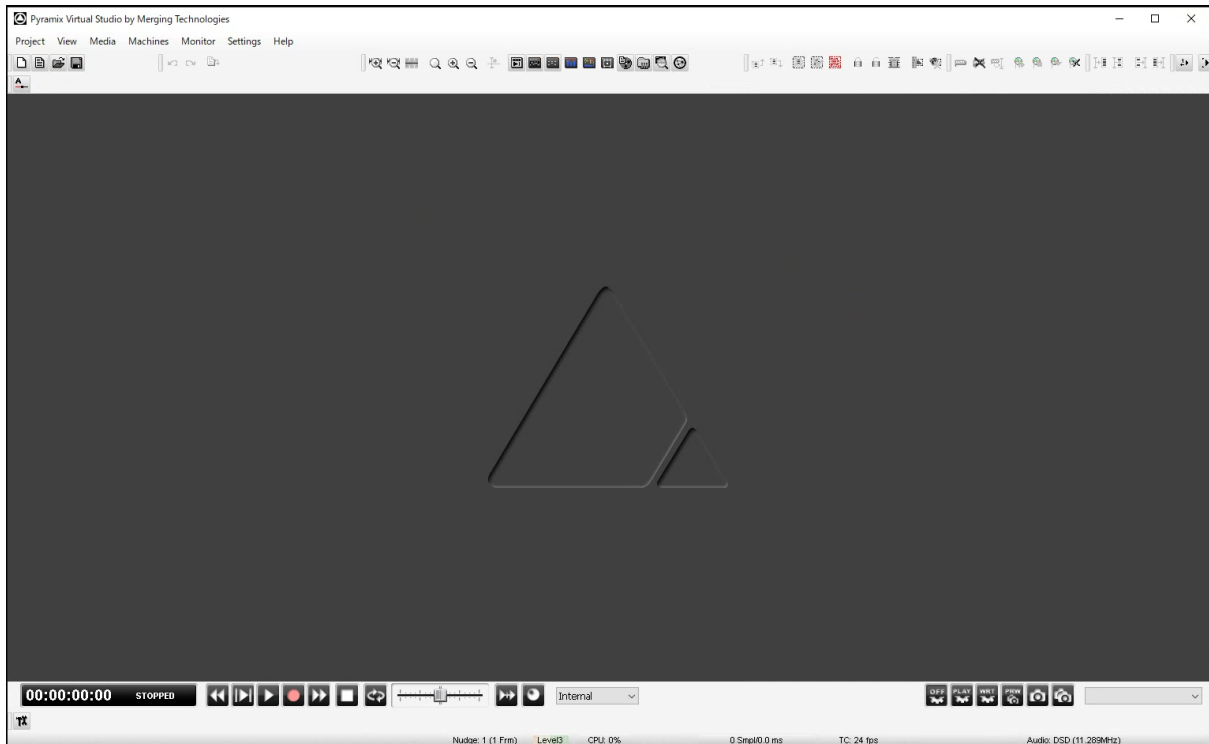 Pyramix Virtual Studio by Merging Technologies
Project View Media Machines Monitor Settings Help
A
00:00:00:00 STOPPED Internal OFF PLAY WRT PRW
Nudge: 1 (1 Frm) Level3 CPU: 0% 0 Smpl/0.0 ms TC: 24 fps Audio: DSD (11.289MHz)